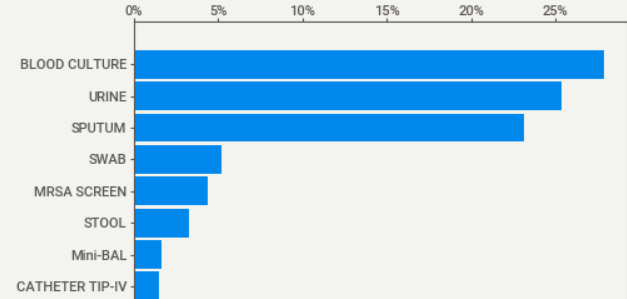 0% 5% 10% 15% 20% 25%
BLOOD CULTURE
URINE
SPUTUM
SWAB
MRSA SCREEN
STOOL
Mini-BAL
CATHETER TIP-IV